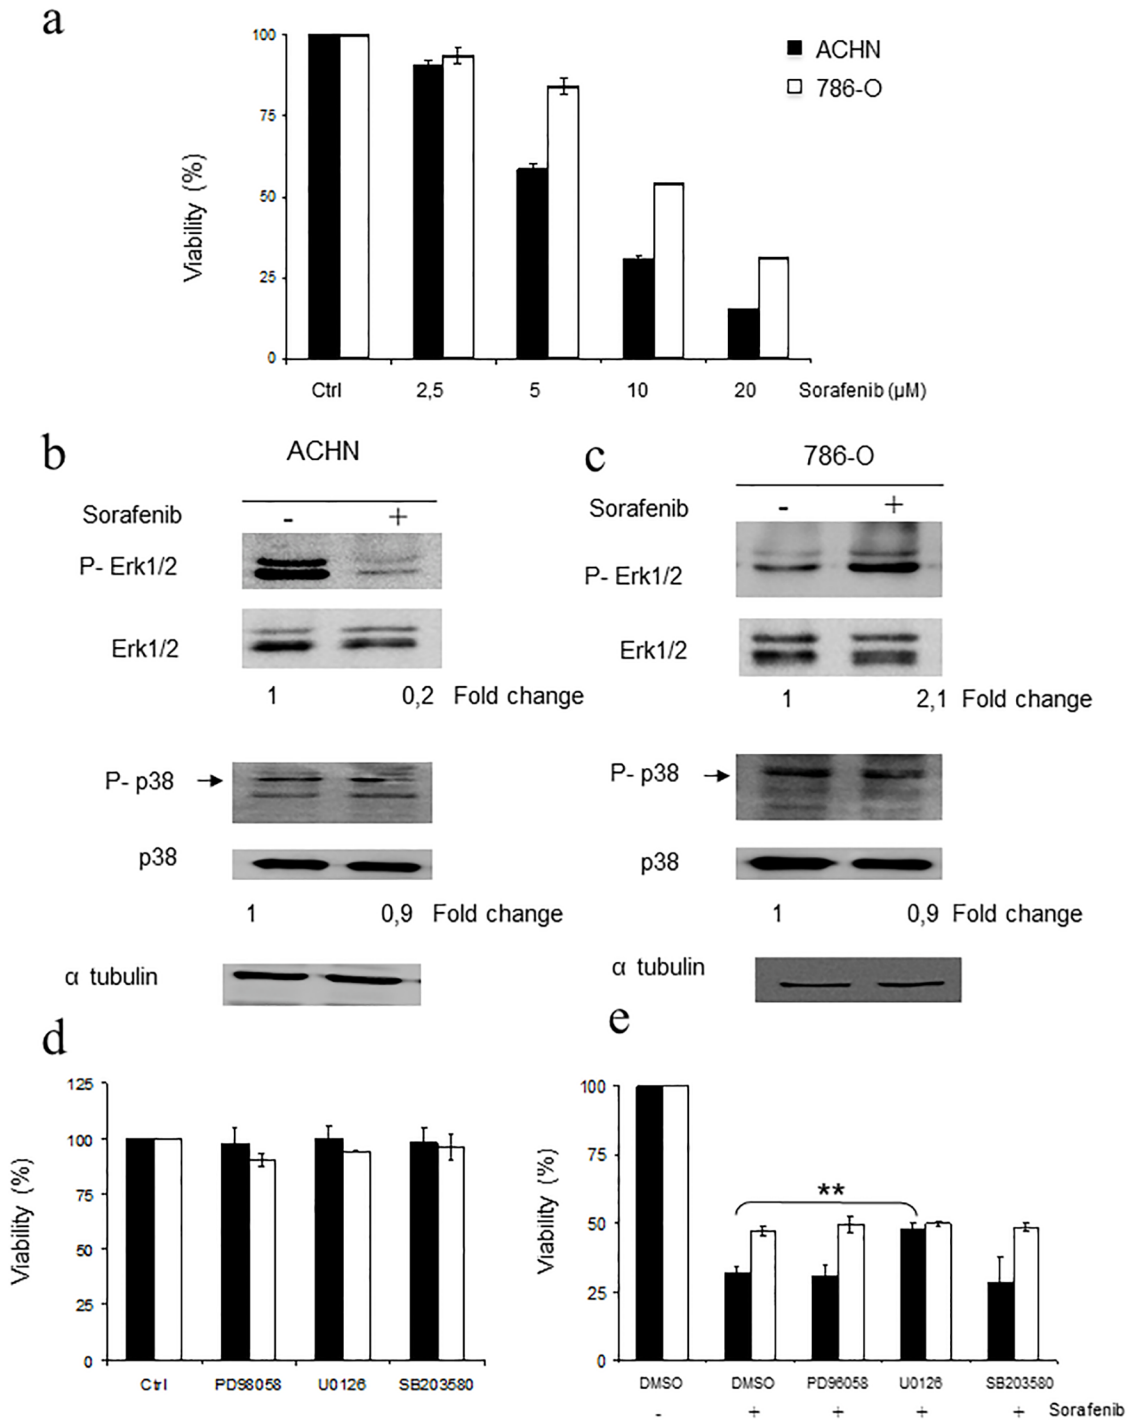 a
100
75
50
25
0
Viability (%)
ACHN
786-O
Ctrl 2,5 5 10 20 Sorafenib (µM)
b
ACHN
Sorafenib - +
P- Erk1/2
Erk1/2
1 0,2 Fold change
P- p38
p38
1 0,9 Fold change
α tubulin
c
786-O
Sorafenib - +
P- Erk1/2
Erk1/2
1 2,1 Fold change
P- p38
p38
1 0,9 Fold change
α tubulin
d
125
100
75
50
25
0
Viability (%)
Ctrl PD98058 U0126 SB203580
e
100
75
50
25
0
Viability (%)
**
DMSO DMSO PD96058 U0126 SB203580
- + + + + Sorafenib